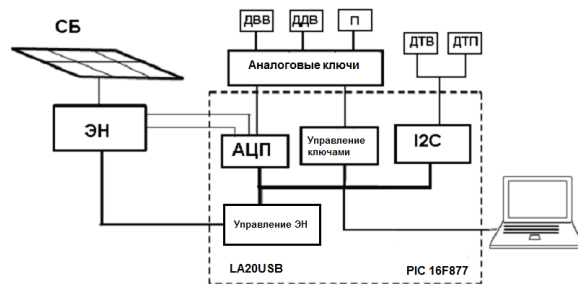 СБ
ДВВ
ДДВ
П
ДТВ
ДТП
Аналоговые ключи
ЭН
АЦП
Управление
ключами
I2C
Управление ЭН
LA20USB
PIC 16F877